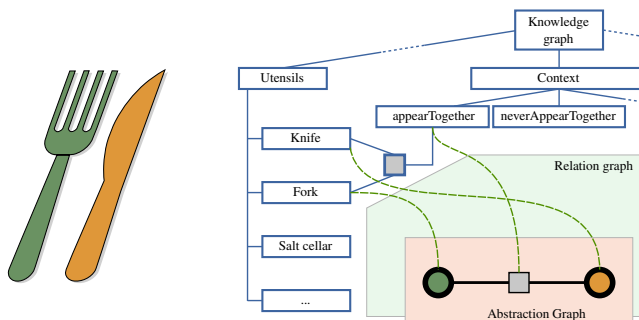 Knowledge
graph
Utensils
Context
appearTogether
neverAppearTogether
Knife
Relation graph
Fork
Salt cellar
...
Abstraction Graph